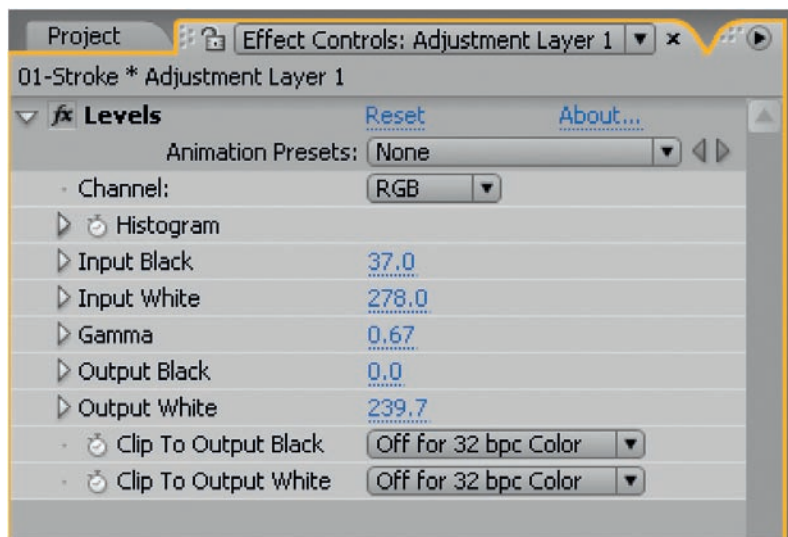 Project Effect Controls: Adjustment Layer 1 x
01-Stroke * Adjustment Layer 1
fx Levels Reset About...
Animation Presets: None
Channel: RGB
Histogram
Input Black 37.0
Input White 278.0
Gamma 0.67
Output Black 0.0
Output White 239.7
Clip To Output Black Off for 32 bpc Color
Clip To Output White Off for 32 bpc Color